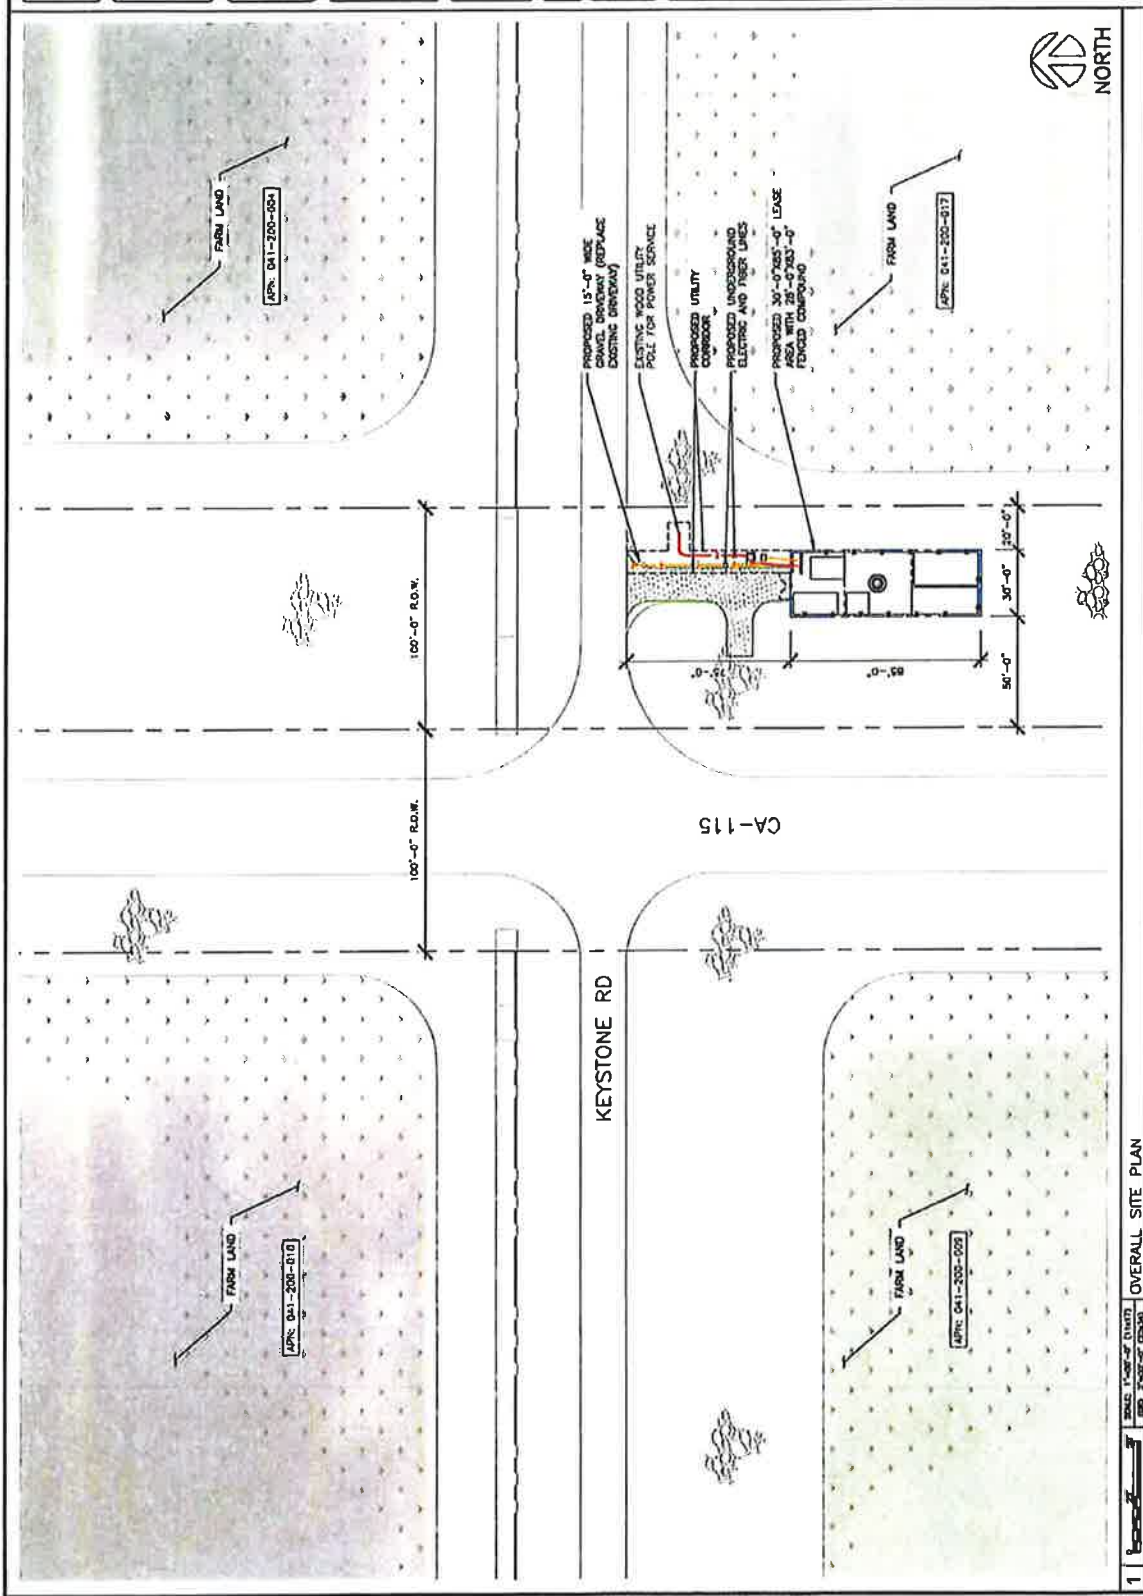 NORTH
FARM LAND
APN: 041-200-004
PROPOSED 15'-0" WIDE
GRAVEL DRIVEWAY (REPLACE
EXISTING DRIVEWAY)
EXISTING WOOD UTILITY
POLE FOR POWER SERVICE
PROPOSED UTILITY
CORRIDOR
PROPOSED UNDERGROUND
ELECTRIC AND FIBER LINES
PROPOSED 30'-0"X85'-0" LEASE
AREA WITH 28'-0"X83'-0"
FENCED COMPOUND
FARM LAND
APN: 041-200-017
100'-0" R.O.W.
100'-0" R.O.W.
75'-0"
85'-0"
20'-0"
30'-0"
50'-0"
CA-115
KEYSTONE RD
FARM LAND
APN: 041-200-010
FARM LAND
APN: 041-200-009
OVERALL SITE PLAN
1